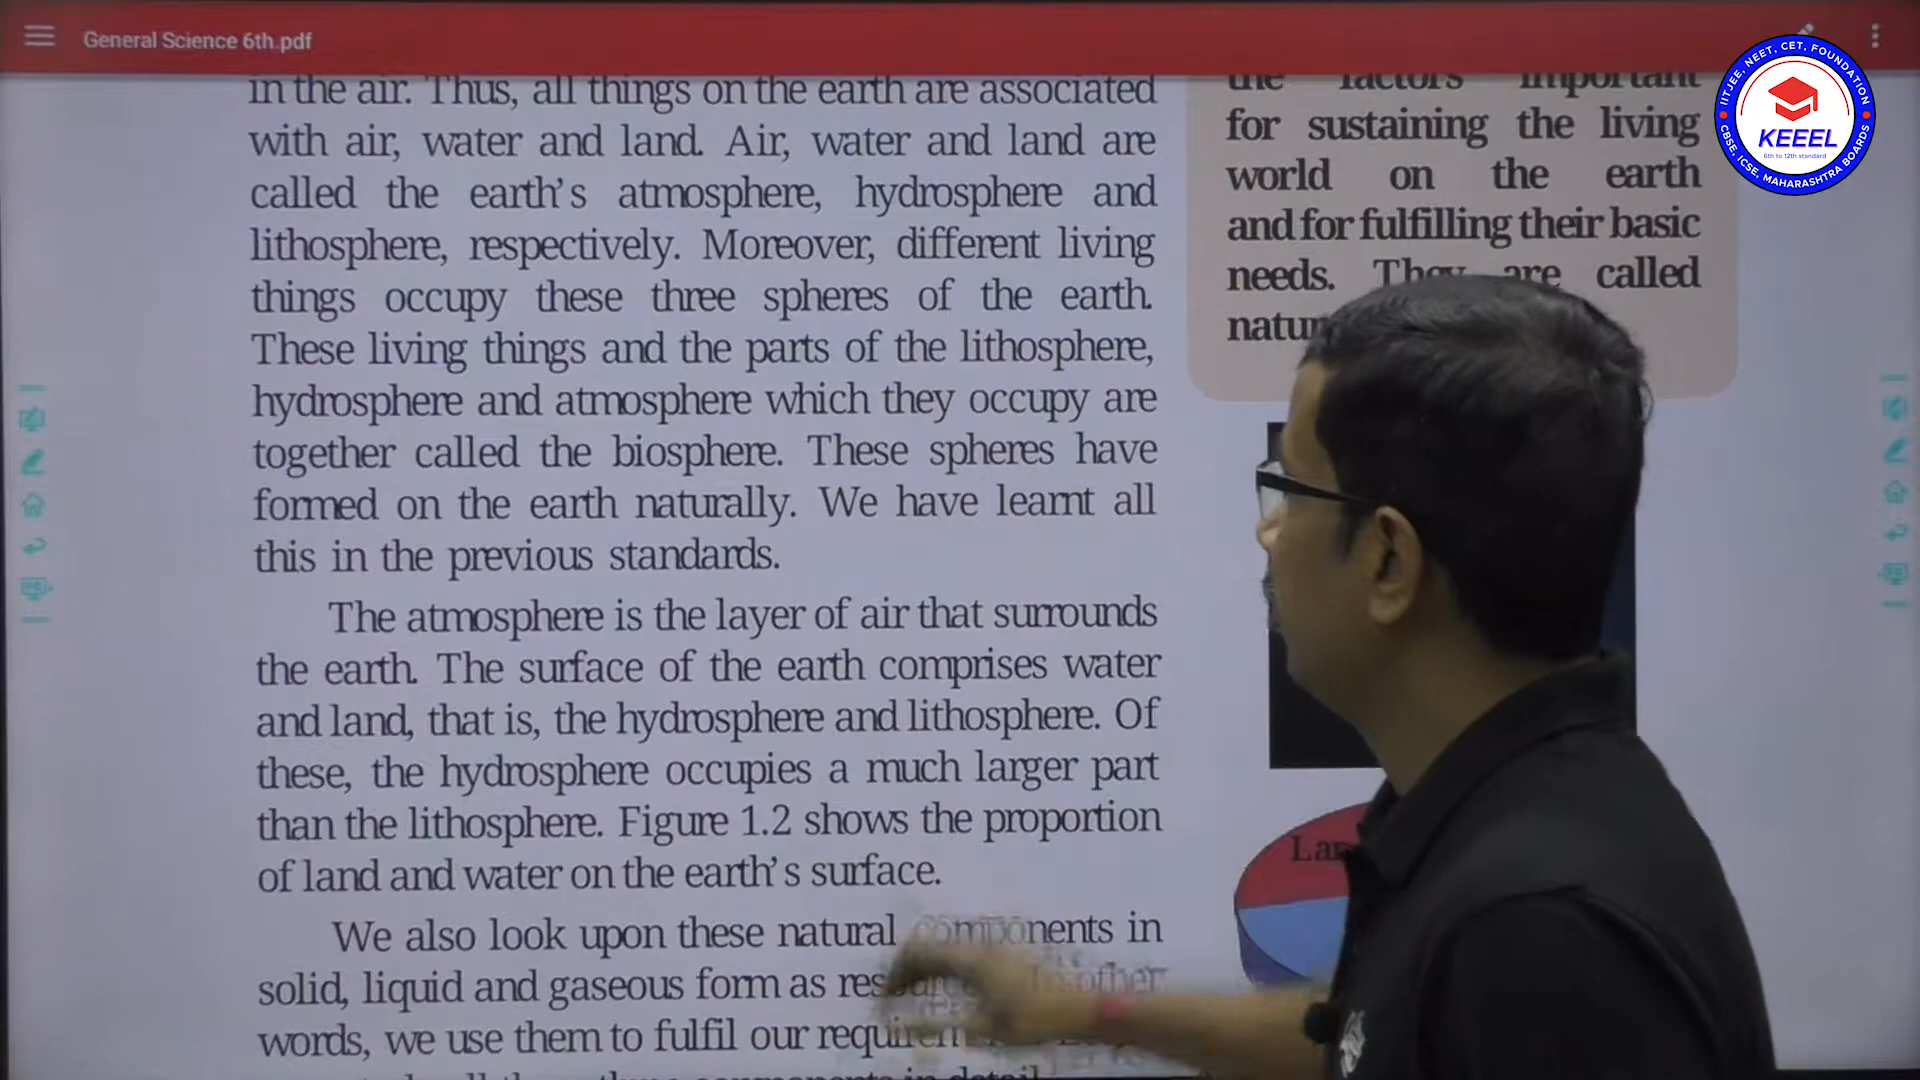 General Science 6th.pdf
in the air. Thus, all things on the earth are associated
with air, water and land. Air, water and land are
called the earth's atmosphere, hydrosphere and
lithosphere, respectively. Moreover, different living
things occupy these three spheres of the earth.
These living things and the parts of the lithosphere,
hydrosphere and atmosphere which they occupy are
together called the biosphere. These spheres have
formed on the earth naturally. We have learnt all
this in the previous standards.
The atmosphere is the layer of air that surrounds
the earth. The surface of the earth comprises water
and land, that is, the hydrosphere and lithosphere. Of
these, the hydrosphere occupies a much larger part
than the lithosphere. Figure 1.2 shows the proportion
of land and water on the earth's surface.
We also look upon these natural components in
solid, liquid and gaseous form as
words, we use them to fulfil our
the factors important
for sustaining the living
world on the earth
and for fulfilling their basic
needs. They are called
IITJEE, NEET, CET, FOUNDATION
KEEEL
6th to 12th standard
CBSE, ICSE, MAHARASHTRA BOARDS